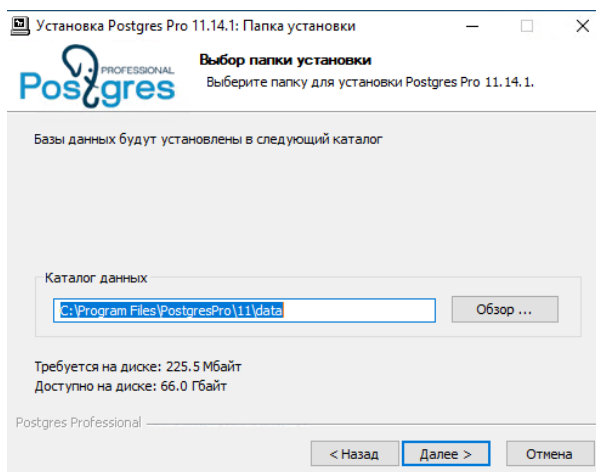 Установка Postgres Pro 11.14.1: Папка установки
PROFESSIONAL
Postgres
Выбор папки установки
Выберите папку для установки Postgres Pro 11.14.1.
Базы данных будут установлены в следующий каталог
Каталог данных
C:\Program Files\PostgresPro\11\data
Обзор ...
Требуется на диске: 225.5 Мбайт
Доступно на диске: 66.0 Гбайт
Postgres Professional
< Назад
Далее >
Отмена